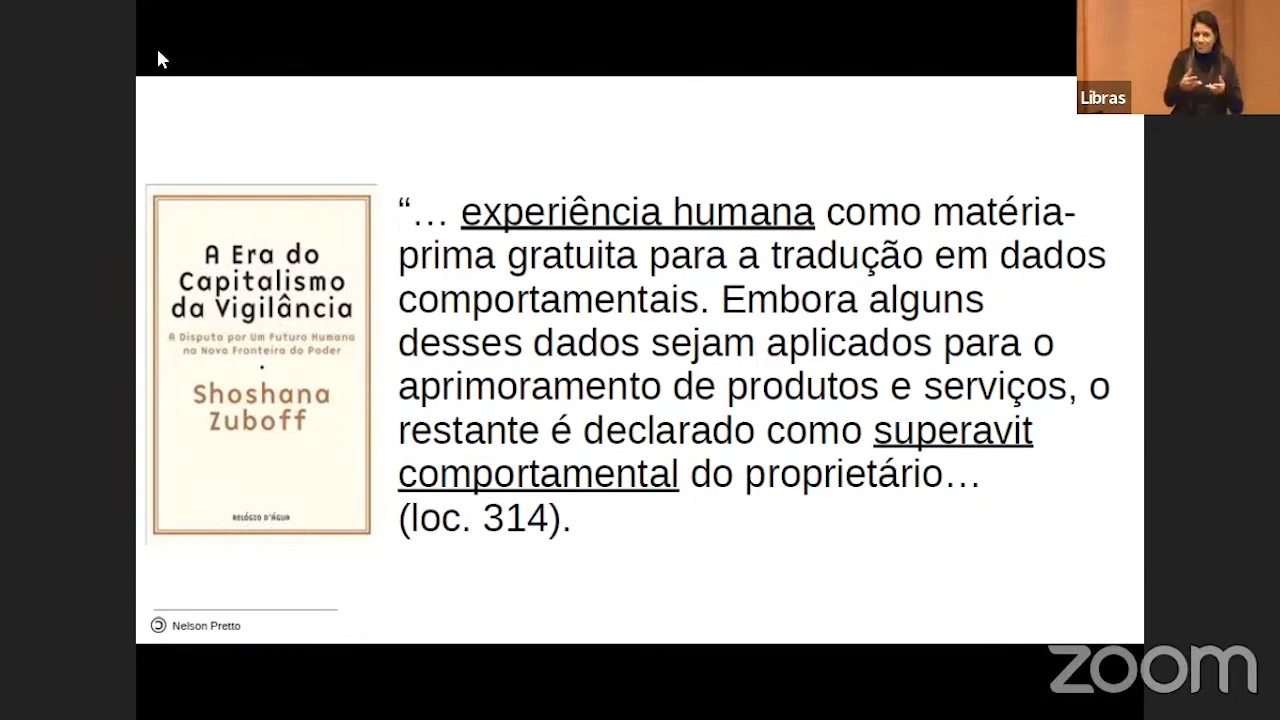 Libras
A Era do
Capitalismo
da Vigilância
A Disputa por Um Futuro Humano
na Nova Fronteira do Poder
Shoshana
Zuboff
RELÓGIO D'ÁGUA
“… experiência humana como matéria-
prima gratuita para a tradução em dados
comportamentais. Embora alguns
desses dados sejam aplicados para o
aprimoramento de produtos e serviços, o
restante é declarado como superavit
comportamental do proprietário…
(loc. 314).
Nelson Pretto
zoom